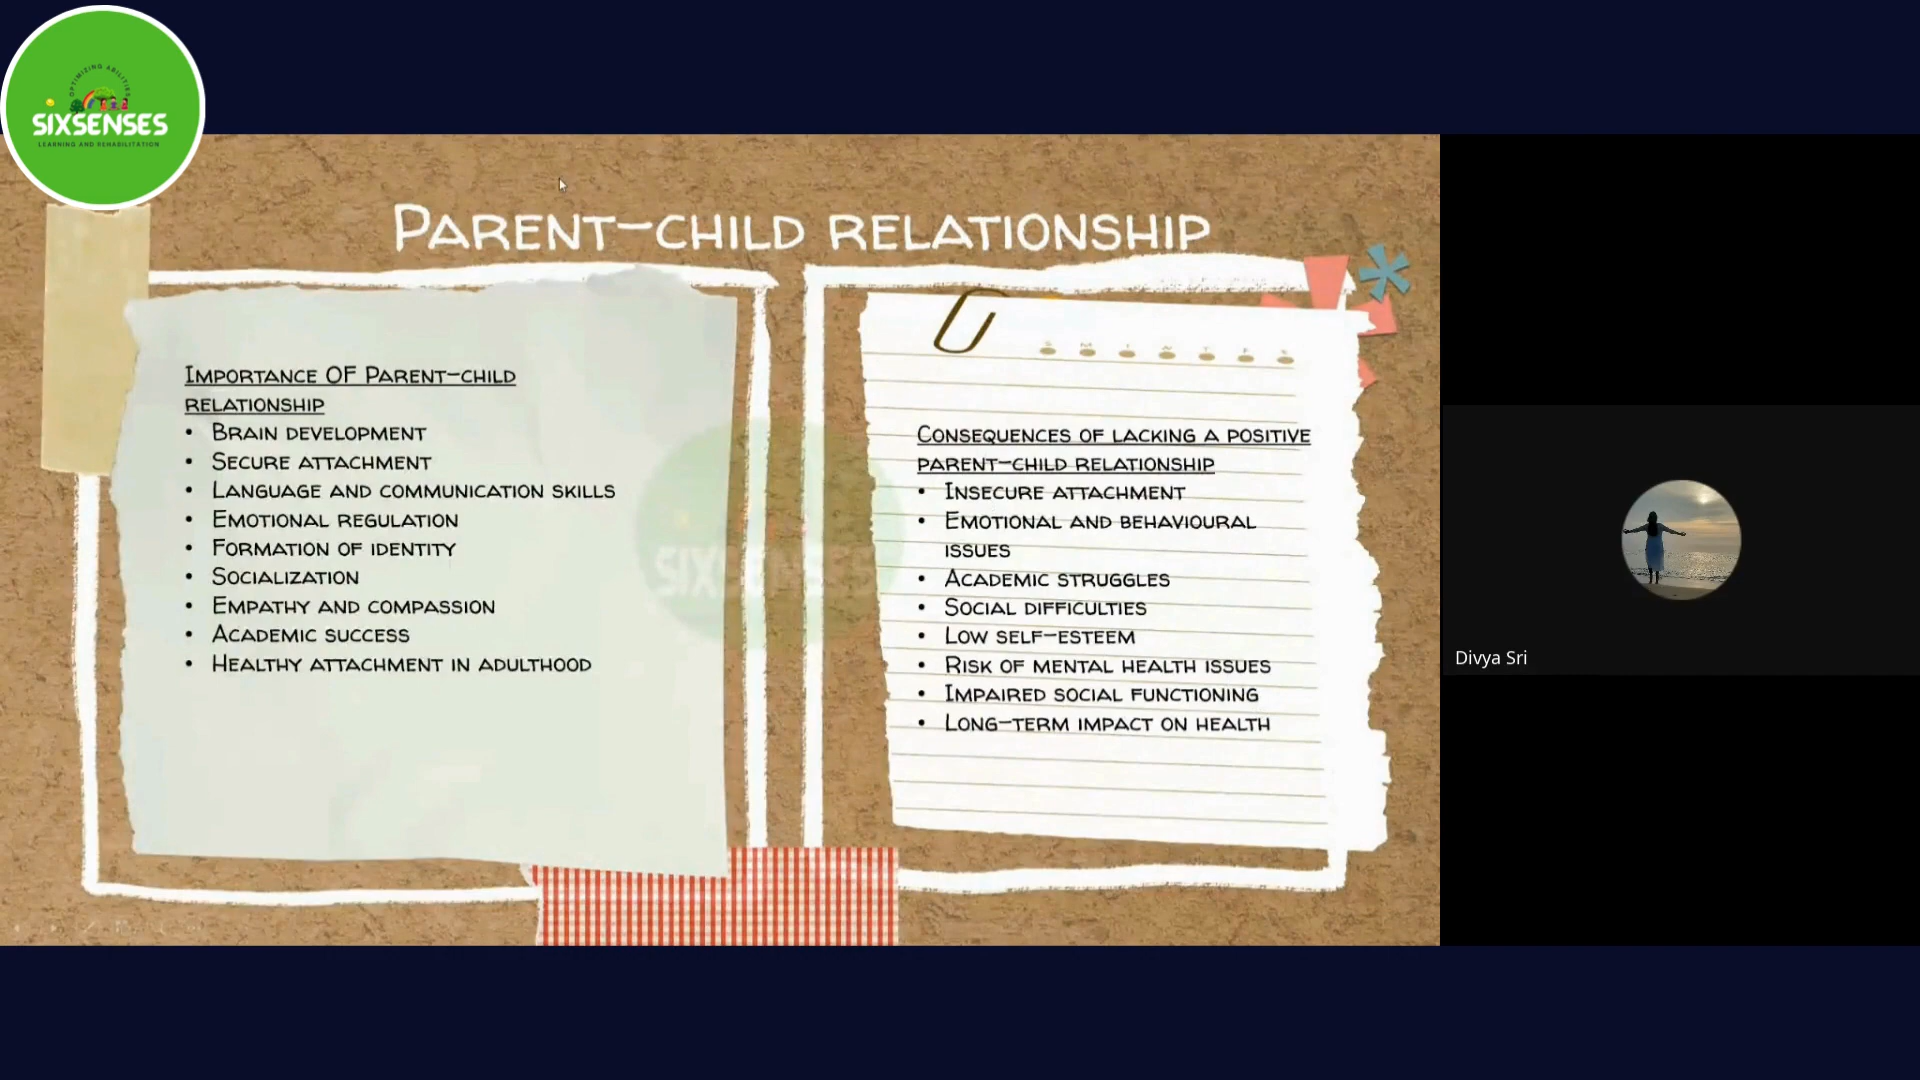 OPTIMIZING ABILITIES
SIXSENSES
LEARNING AND REHABILITATION
Parent-child relationship
Importance OF Parent-child
relationship
• Brain development
• Secure attachment
• Language and communication skills
• Emotional regulation
• Formation of identity
• Socialization
• Empathy and compassion
• Academic success
• Healthy attachment in adulthood
SIXSENSES
S M T W T F S
Consequences of lacking a positive
parent-child relationship
• Insecure attachment
• Emotional and behavioural
issues
• Academic struggles
• Social difficulties
• Low self-esteem
• Risk of mental health issues
• Impaired social functioning
• Long-term impact on health
Divya Sri